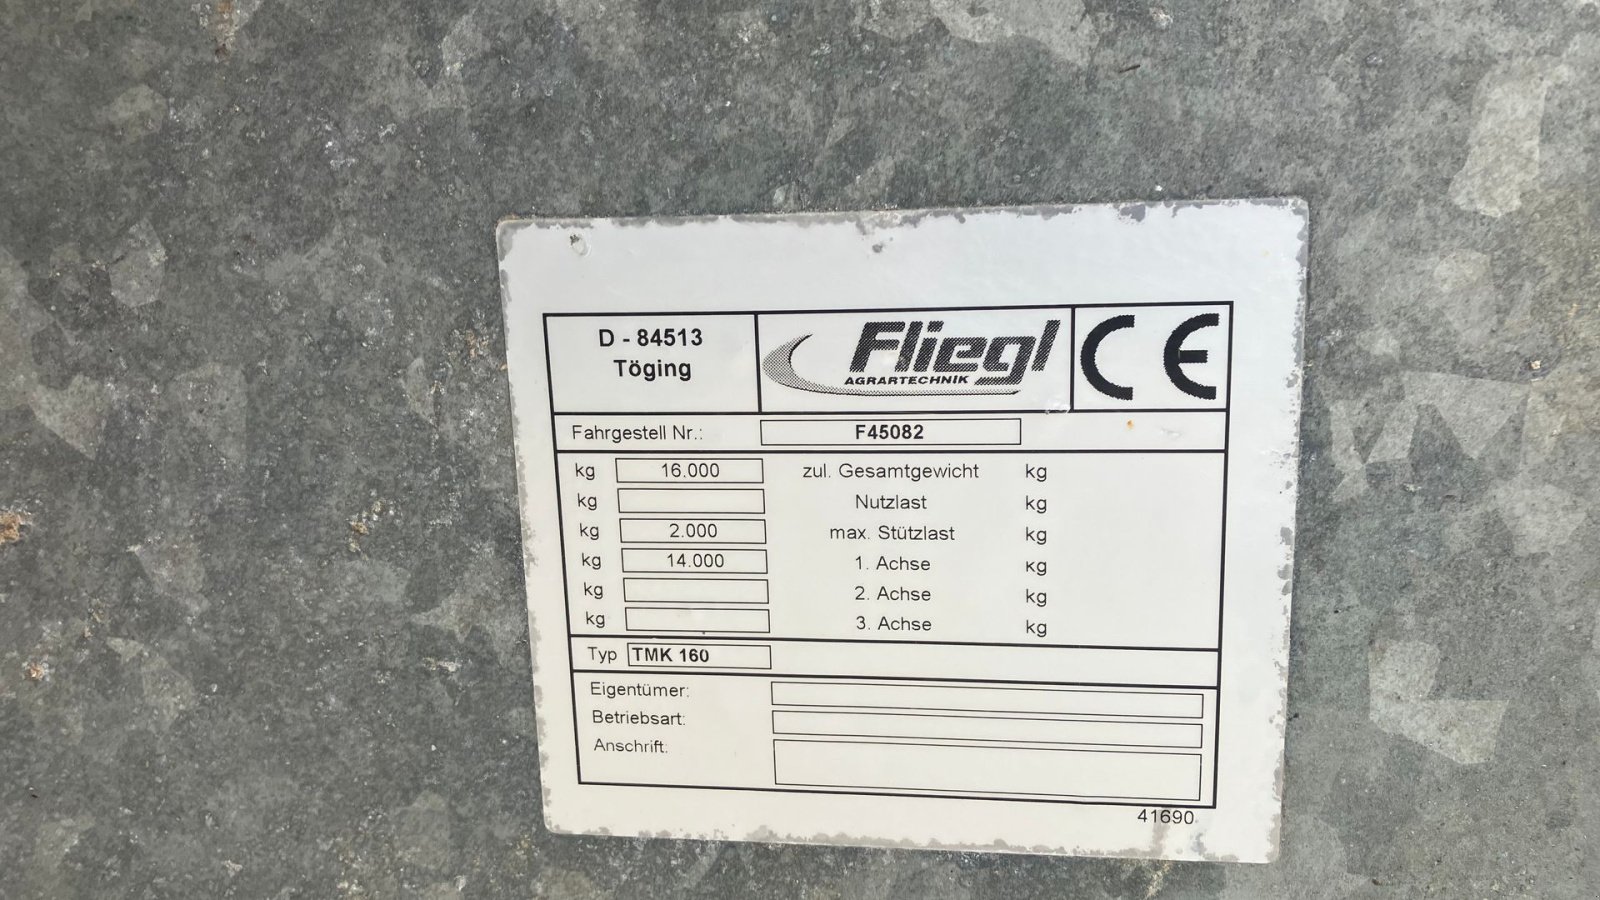 D - 84513
Töging
Fliegl
AGRARTECHNIK
CE
Fahrgestell Nr.: F45082
kg 16.000 zul. Gesamtgewicht kg
kg Nutzlast kg
kg 2.000 max. Stützlast kg
kg 14.000 1. Achse kg
kg 2. Achse kg
kg 3. Achse kg
Typ TMK 160
Eigentümer:
Betriebsart:
Anschrift:
41690